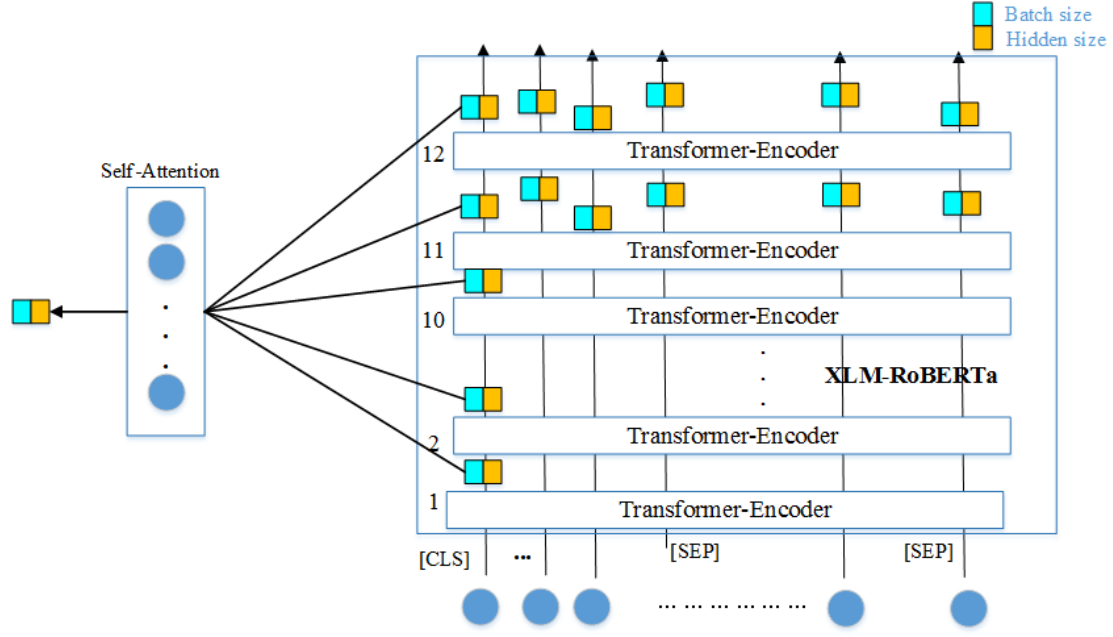 Batch size
Hidden size
12 Transformer-Encoder
Self-Attention
11 Transformer-Encoder
10 Transformer-Encoder
XLM-RoBERTa
2 Transformer-Encoder
1 Transformer-Encoder
[CLS] ... [SEP] [SEP]
... ... ... ... ... ...